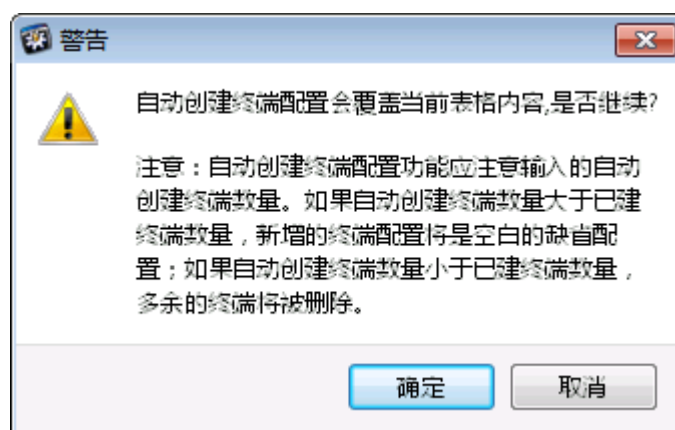 警告
自动创建终端配置会覆盖当前表格内容,是否继续?
注意：自动创建终端配置功能应注意输入的自动
创建终端数量。如果自动创建终端数量大于已建
终端数量，新增的终端配置将是空白的缺省配
置；如果自动创建终端数量小于已建终端数量，
多余的终端将被删除。
确定
取消